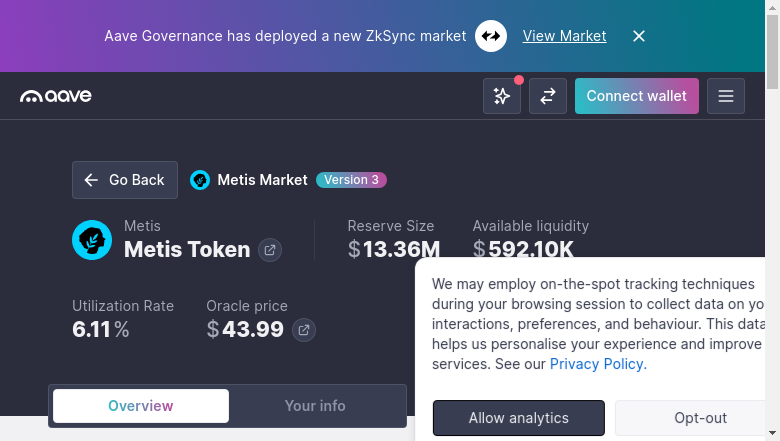 Aave Governance has deployed a new ZkSync market View Market
aave
Connect wallet
Go Back
Metis Market Version 3
Metis
Metis Token
Reserve Size
$13.36M
Available liquidity
$592.10K
Utilization Rate
6.11%
Oracle price
$43.99
We may employ on-the-spot tracking techniques
during your browsing session to collect data on yo
interactions, preferences, and behaviour. This data
helps us personalise your experience and improve
services. See our Privacy Policy.
Allow analytics
Opt-out
Overview
Your info